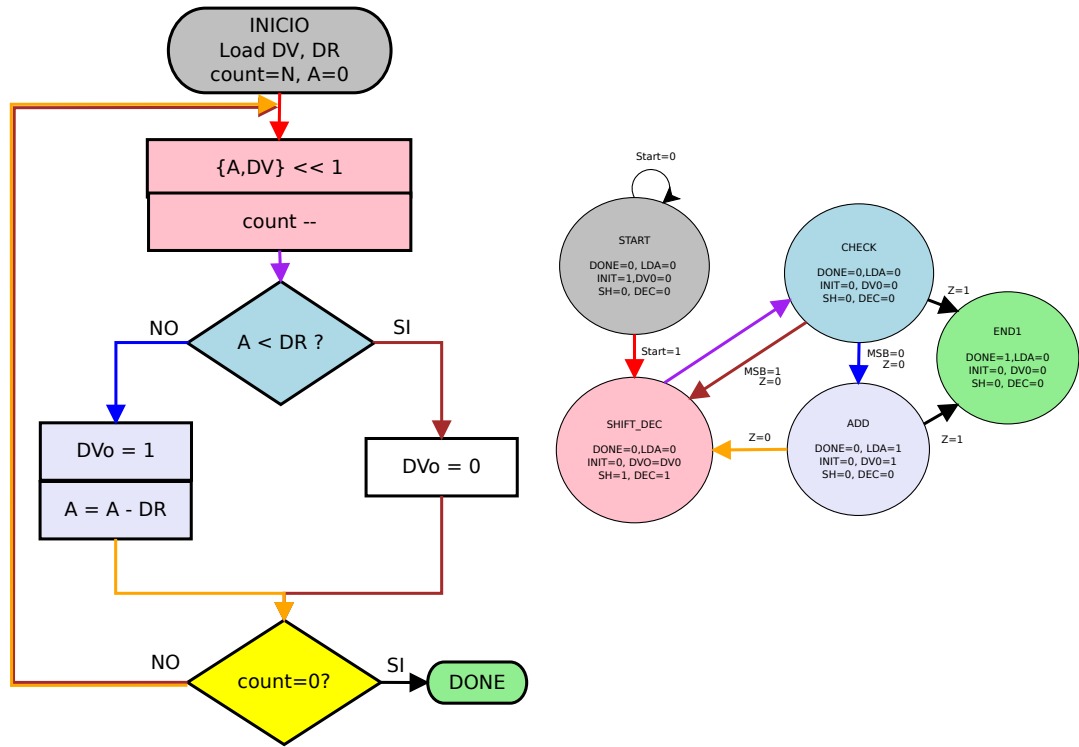 INICIO
Load DV, DR
count=N, A=0
{A,DV} << 1
count --
A < DR ?
NO
SI
DVo = 1
A = A - DR
DVo = 0
count=0?
NO
SI
DONE
Start=0
START
DONE=0, LDA=0
INIT=1,DV0=0
SH=0, DEC=0
Start=1
CHECK
DONE=0,LDA=0
INIT=0, DV0=0
SH=0, DEC=0
Z=1
END1
DONE=1,LDA=0
INIT=0, DV0=0
SH=0, DEC=0
MSB=0
Z=0
MSB=1
Z=0
SHIFT_DEC
DONE=0,LDA=0
INIT=0, DVO=DV0
SH=1, DEC=1
Z=0
ADD
DONE=0, LDA=1
INIT=0, DV0=1
SH=0, DEC=0
Z=1